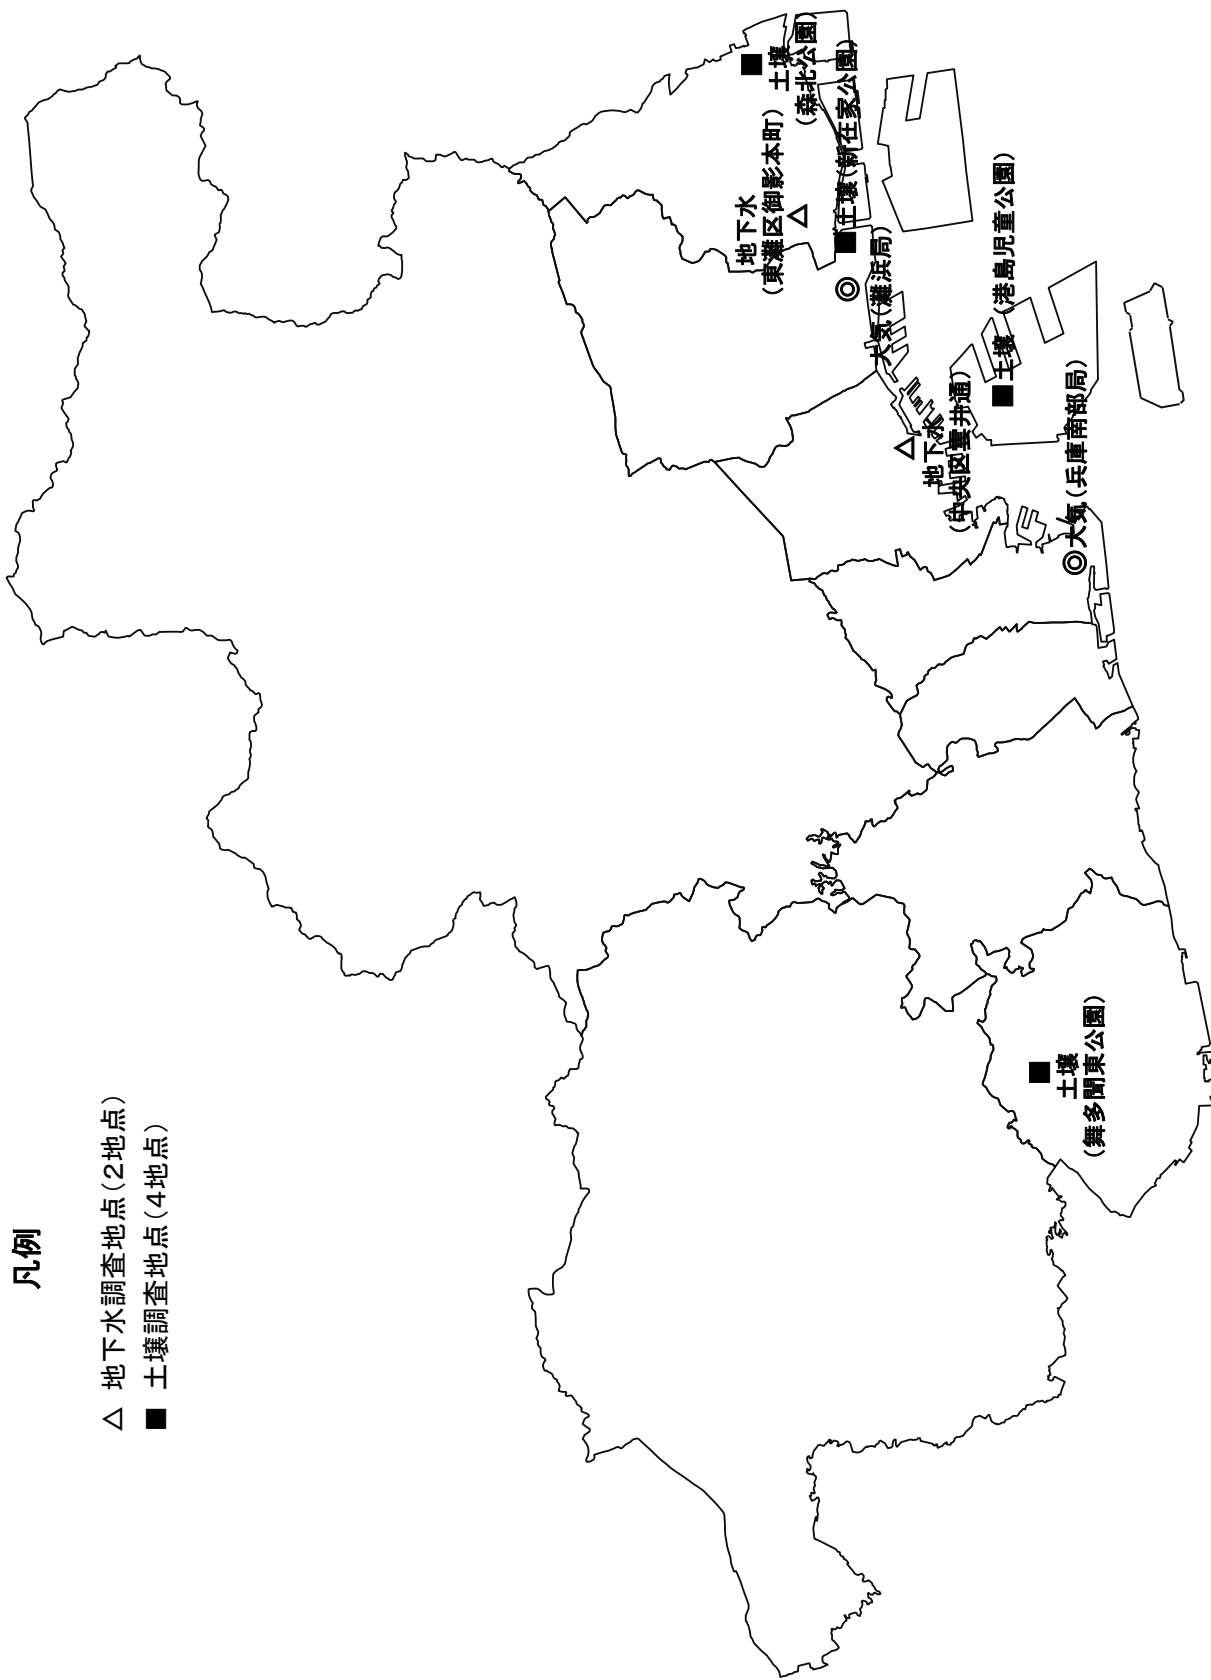 凡例
△ 地下水調査地点(2地点)
■ 土壌調査地点(4地点)
土壌
(森北公園)
地下水
(東灘区御影本町)
土壌(新在家公園)
大気(灘浜局)
地下水
(中央区雲井通)
土壌 (港島児童公園)
大気(兵庫南部局)
土壌
(舞多聞東公園)